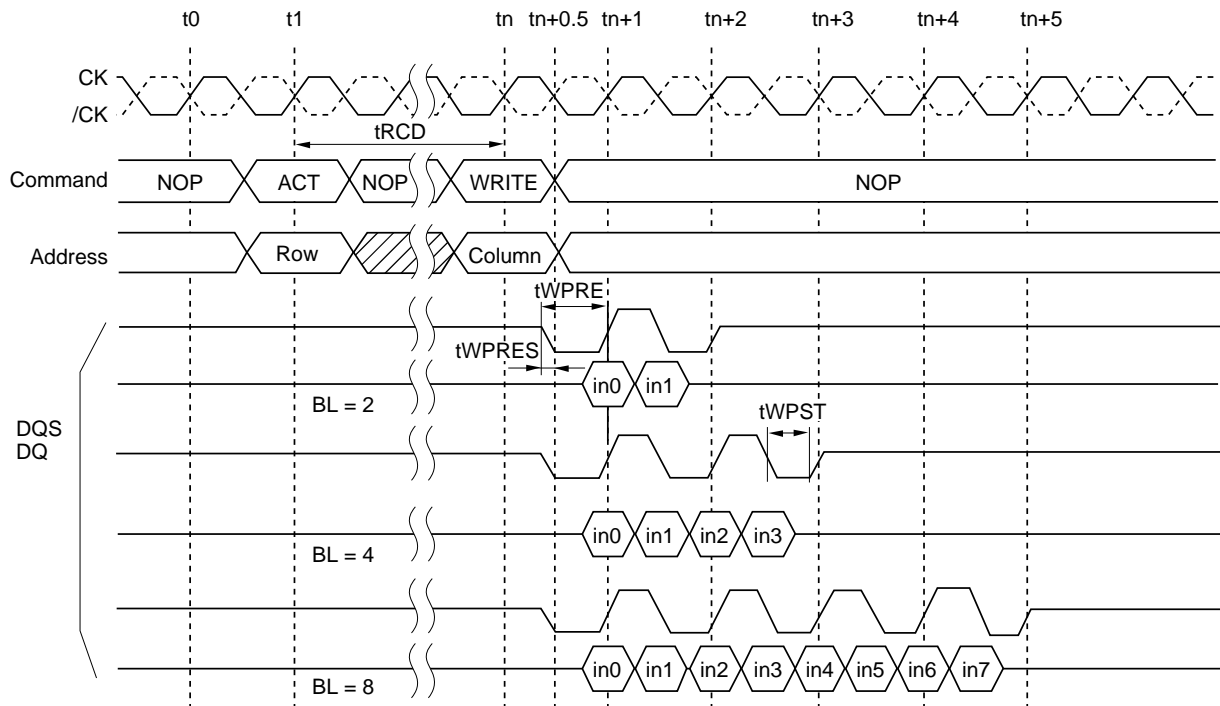 t0 t1 tn tn+0.5 tn+1 tn+2 tn+3 tn+4 tn+5
CK
/CK
tRCD
Command NOP ACT NOP WRITE NOP
Address Row Column
tWPRE
tWPRES
in0 in1
BL = 2
tWPST
DQS
DQ
in0 in1 in2 in3
BL = 4
in0 in1 in2 in3 in4 in5 in6 in7
BL = 8